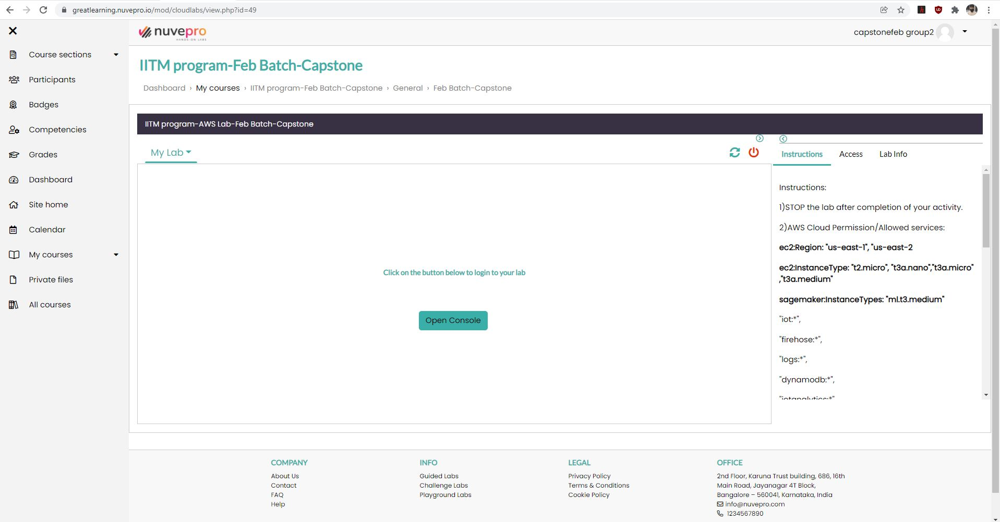 greatlearning.nuvepro.io/mod/cloudlabs/view.php?id=49
nuvepro
HANDS-ON LABS
capstonefeb group2
Course sections
Participants
Badges
Competencies
Grades
Dashboard
Site home
Calendar
My courses
Private files
All courses
IITM program-Feb Batch-Capstone
Dashboard › My courses › IITM program-Feb Batch-Capstone › General › Feb Batch-Capstone
IITM program-AWS Lab-Feb Batch-Capstone
My Lab
Click on the button below to login to your lab
Open Console
Instructions Access Lab Info
Instructions:
1)STOP the lab after completion of your activity.
2)AWS Cloud Permission/Allowed services:
ec2:Region: "us-east-1", "us-east-2
ec2:InstanceType: "t2.micro", "t3a.nano","t3a.micro"
,"t3a.medium"
sagemaker:InstanceTypes: "ml.t3.medium"
"iot:*",
"firehose:*",
"logs:*",
"dynamodb:*",
"iotanalytics:*"
COMPANY
About Us
Contact
FAQ
Help
INFO
Guided Labs
Challenge Labs
Playground Labs
LEGAL
Privacy Policy
Terms & Conditions
Cookie Policy
OFFICE
2nd Floor, Karuna Trust building, 686, 16th
Main Road, Jayanagar 4T Block,
Bangalore – 560041, Karnataka, India
info@nuvepro.com
1234567890